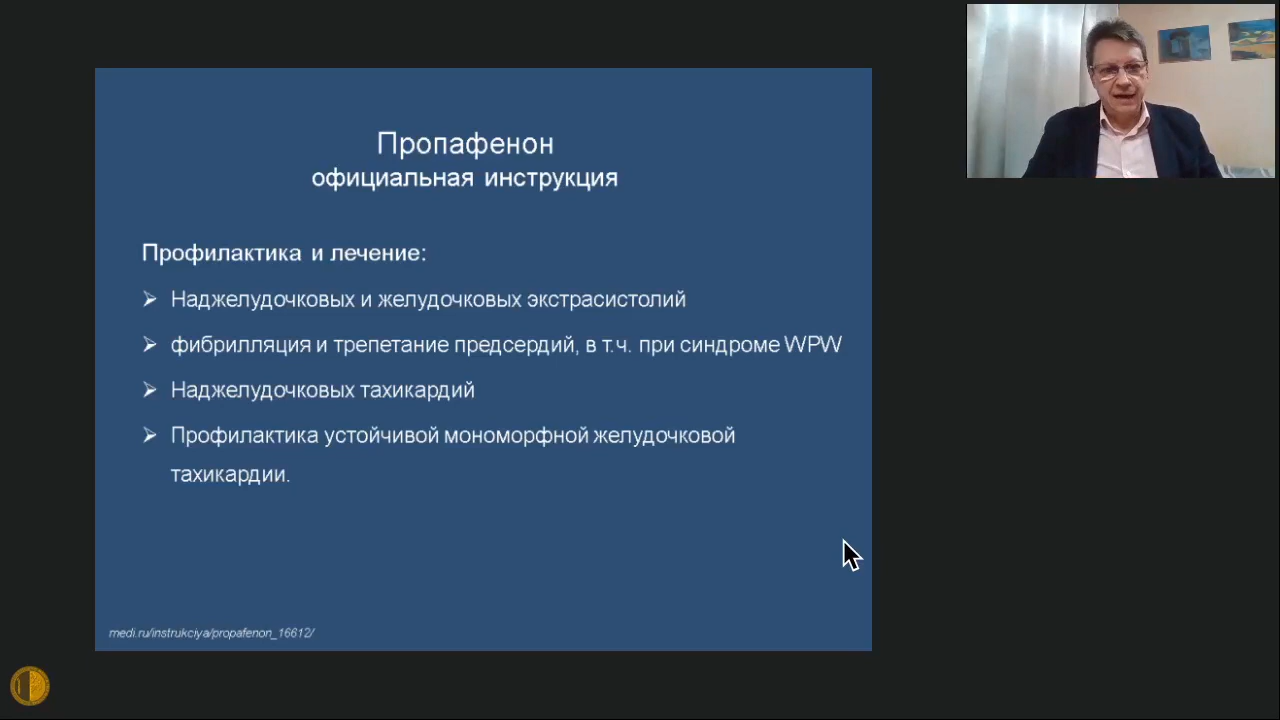 Пропафенон
официальная инструкция
Профилактика и лечение:
Наджелудочковых и желудочковых экстрасистолий
фибрилляция и трепетание предсердий, в т.ч. при синдроме WPW
Наджелудочковых тахикардий
Профилактика устойчивой мономорфной желудочковой
тахикардии.
medi.ru/instrukciya/propafenon_16612/